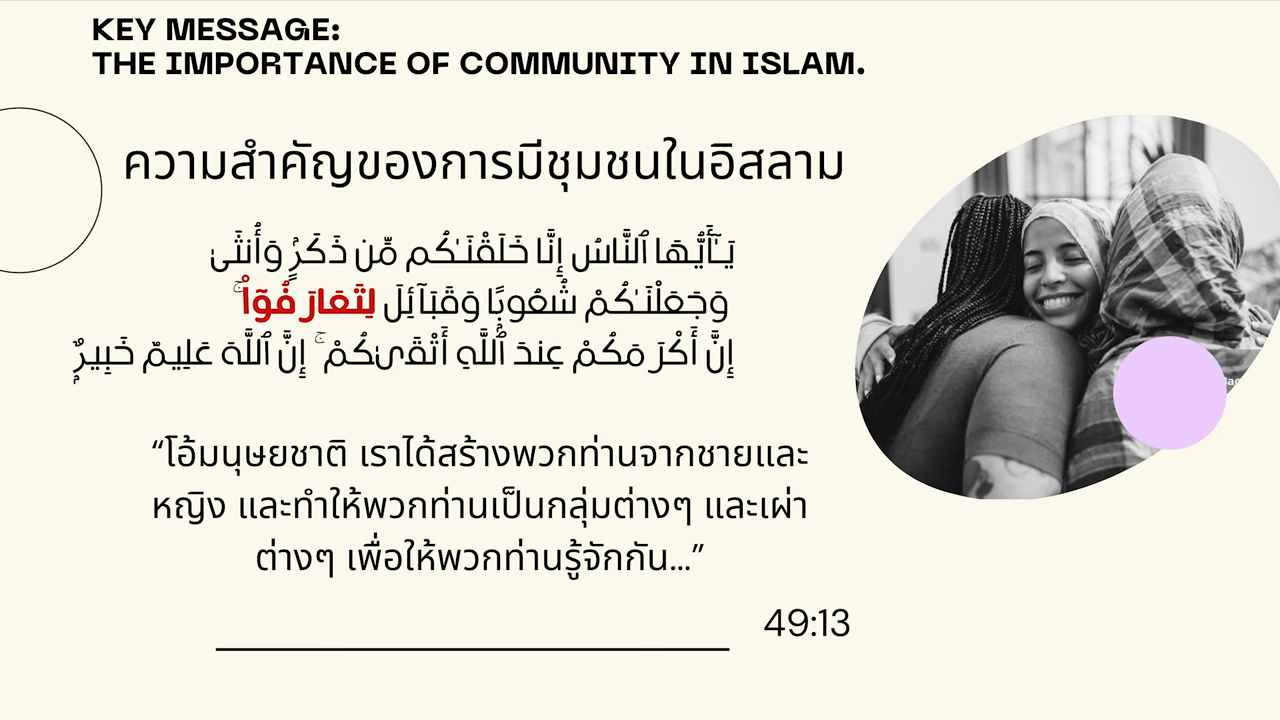 KEY MESSAGE:
THE IMPORTANCE OF COMMUNITY IN ISLAM.
ความสำคัญของการมีชุมชนในอิสลาม
يَـٰٓأَيُّهَا ٱلنَّاسُ إِنَّا خَلَقْنَـٰكُم مِّن ذَكَرٍ وَأُنثَىٰ
وَجَعَلْنَـٰكُمْ شُعُوبًا وَقَبَآئِلَ لِتَعَارَفُوٓا۟ ۚ
إِنَّ أَكْرَمَكُمْ عِندَ ٱللَّهِ أَتْقَىٰكُمْ ۚ إِنَّ ٱللَّهَ عَلِيمٌ خَبِيرٌ
“โอ้มนุษยชาติ เราได้สร้างพวกท่านจากชายและ
หญิง และทำให้พวกท่านเป็นกลุ่มต่างๆ และเผ่า
ต่างๆ เพื่อให้พวกท่านรู้จักกัน...”
49:13